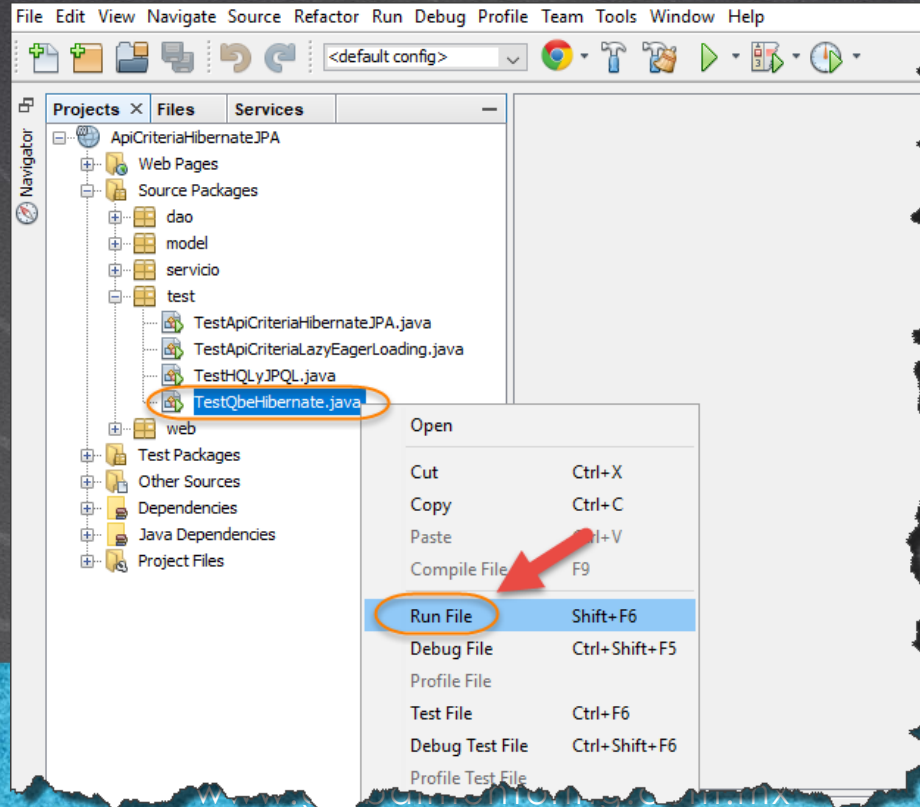 File Edit View Navigate Source Refactor Run Debug Profile Team Tools Window Help
<default config>
Projects Files Services
Navigator
ApiCriteriaHibernateJPA
Web Pages
Source Packages
dao
model
servicio
test
TestApiCriteriaHibernateJPA.java
TestApiCriteriaLazyEagerLoading.java
TestHQLyJPQL.java
TestQbeHibernate.java
web
Test Packages
Other Sources
Dependencies
Java Dependencies
Project Files
Open
Cut Ctrl+X
Copy Ctrl+C
Paste Ctrl+V
Compile File F9
Run File Shift+F6
Debug File Ctrl+Shift+F5
Profile File
Test File Ctrl+F6
Debug Test File Ctrl+Shift+F6
Profile Test File